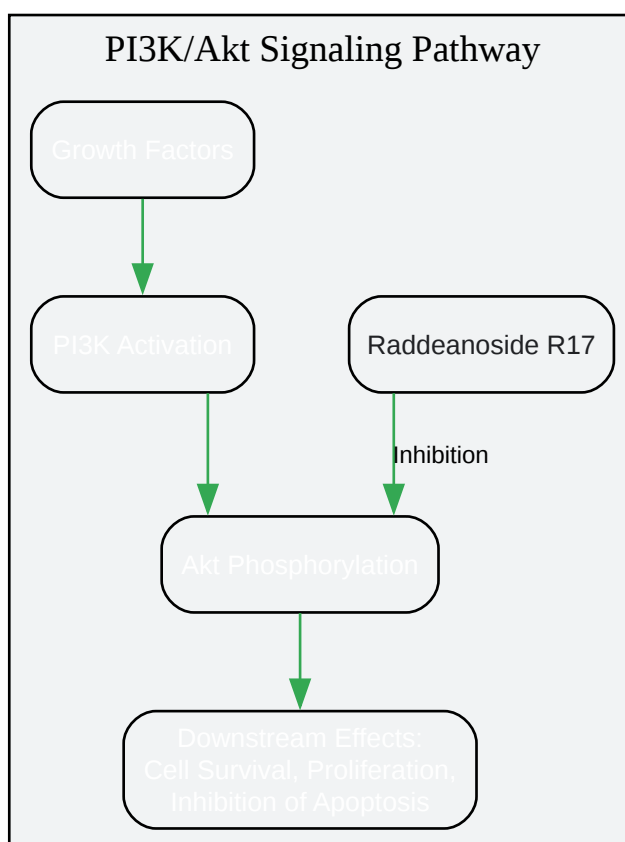 PI3K/Akt Signaling Pathway
Growth Factors
PI3K Activation
Raddeanoside R17
Inhibition
Akt Phosphorylation
Downstream Effects:
Cell Survival, Proliferation,
Inhibition of Apoptosis